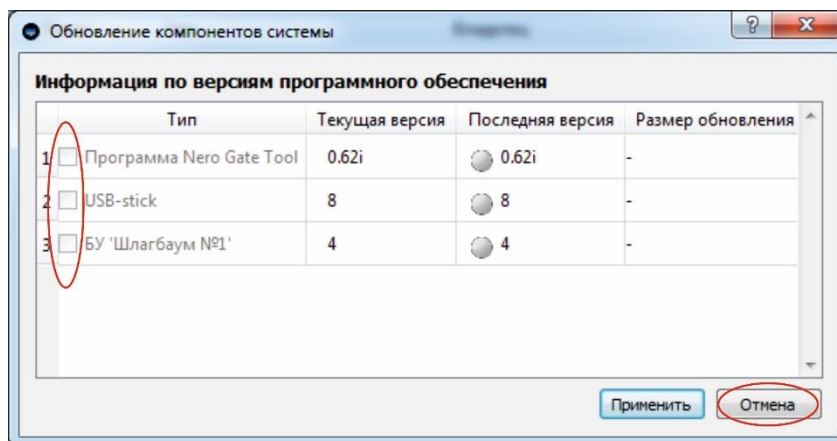 Обновление компонентов системы
Информация по версиям программного обеспечения
Тип Текущая версия Последняя версия Размер обновления
1 Программа Nero Gate Tool 0.62i 0.62i -
2 USB-stick 8 8 -
3 БУ 'Шлагбаум №1' 4 4 -
Применить Отмена